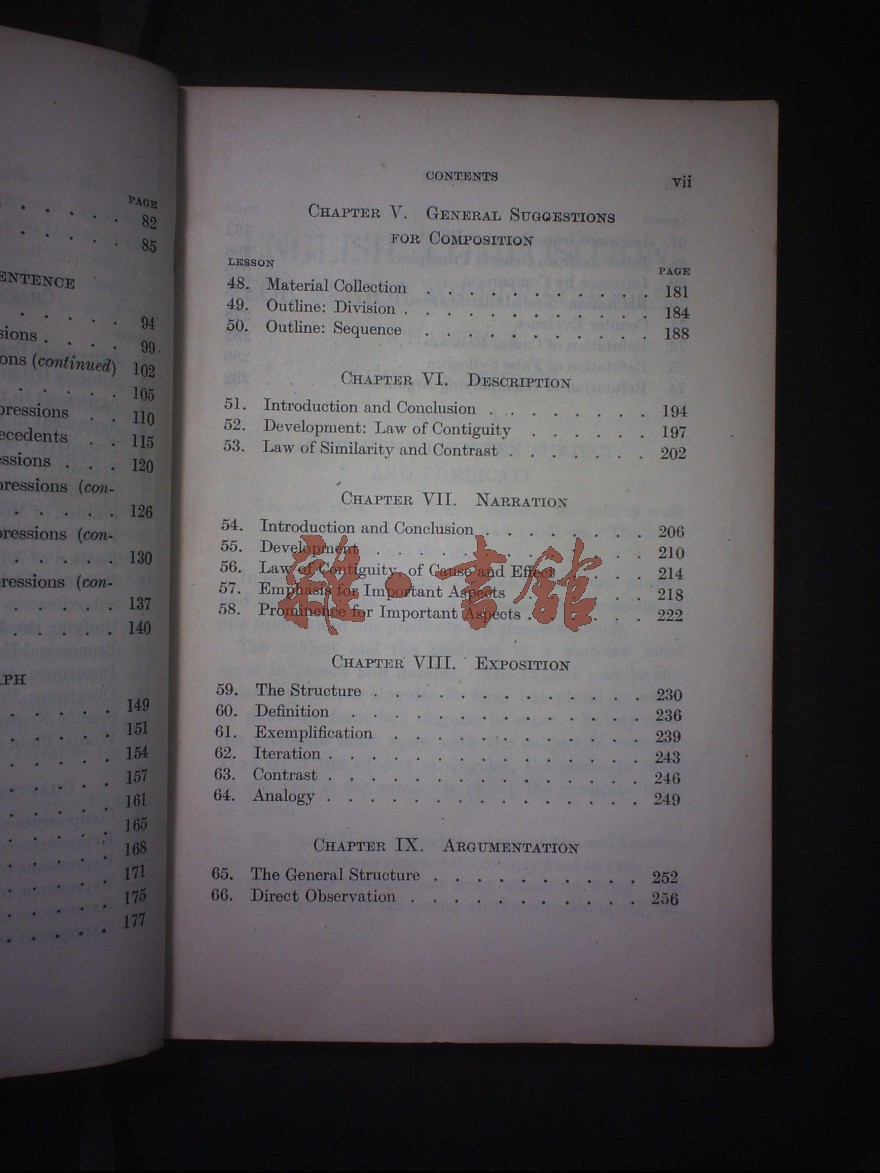 PAGE
82
85
ENTENCE
94
sions . . . . 99
ons (continued) 102
105
pressions . . 110
ecedents . . 115
ssions . . . 120
pressions (con-
126
pressions (con-
130
ressions (con-
137
140
PH
149
151
154
157
161
165
168
171
175
177
CONTENTS vii
CHAPTER V. GENERAL SUGGESTIONS
FOR COMPOSITION
LESSON PAGE
48. Material Collection . . . . . . . . . . . 181
49. Outline: Division . . . . . . . . . . . . 184
50. Outline: Sequence . . . . . . . . . . . 188
CHAPTER VI. DESCRIPTION
51. Introduction and Conclusion . . . . . . . . 194
52. Development: Law of Contiguity . . . . . . 197
53. Law of Similarity and Contrast . . . . . . . 202
CHAPTER VII. NARRATION
54. Introduction and Conclusion . . . . . . . . 206
55. Development . . . . . . . . . . . . . 210
56. Law of Contiguity, of Cause and Effect . . . 214
57. Emphasis for Important Aspects . . . . . . 218
58. Prominence for Important Aspects . . . . . 222
雜·書館
CHAPTER VIII. EXPOSITION
59. The Structure . . . . . . . . . . . . . 230
60. Definition . . . . . . . . . . . . . . 236
61. Exemplification . . . . . . . . . . . . 239
62. Iteration . . . . . . . . . . . . . . . 243
63. Contrast . . . . . . . . . . . . . . . 246
64. Analogy . . . . . . . . . . . . . . . 249
CHAPTER IX. ARGUMENTATION
65. The General Structure . . . . . . . . . . 252
66. Direct Observation . . . . . . . . . . . 256